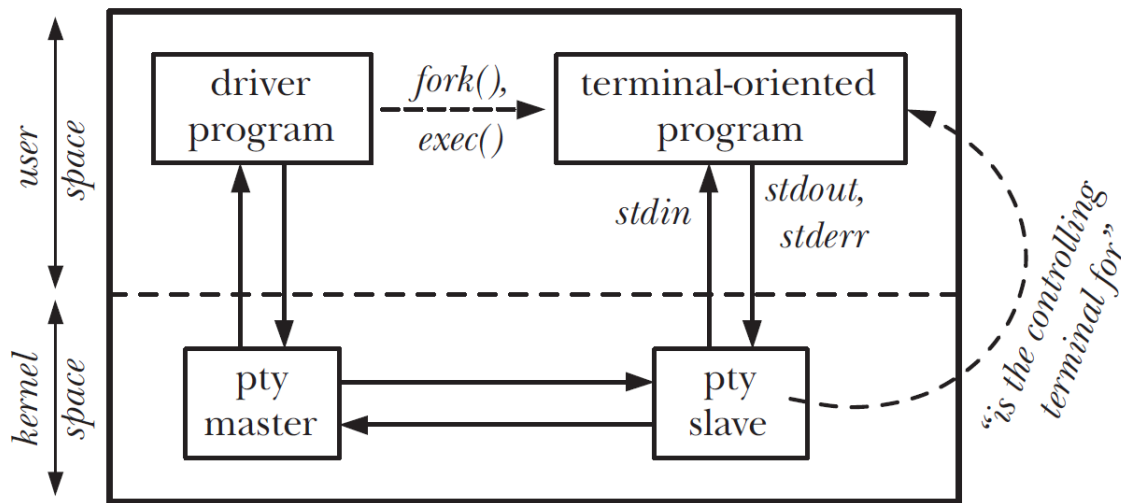 driver
program
fork(),
exec()
terminal-oriented
program
user
space
stdin
stdout,
stderr
“is the controlling
terminal for”
kernel
space
pty
master
pty
slave